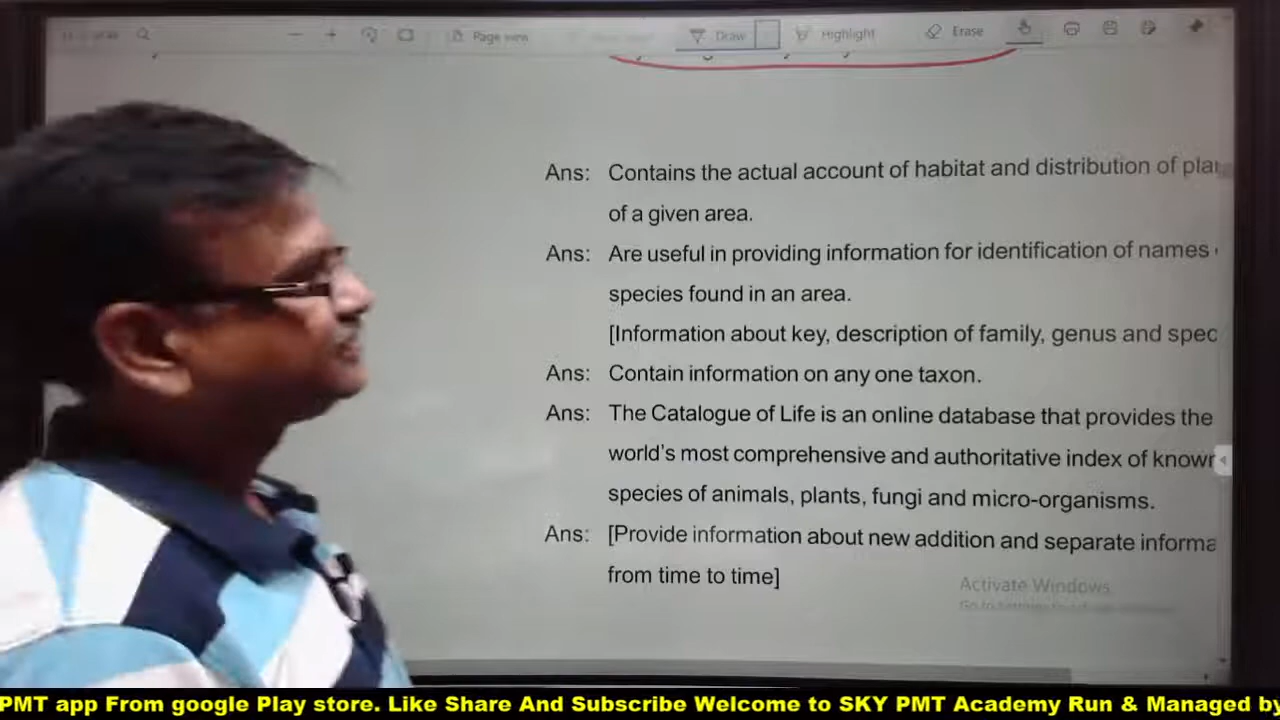 Page view
Draw
Highlight
Erase
Ans: Contains the actual account of habitat and distribution of
of a given area.
Ans: Are useful in providing information for identification of names
species found in an area.
[Information about key, description of family, genus and spec
Ans: Contain information on any one taxon.
Ans: The Catalogue of Life is an online database that provides the
world's most comprehensive and authoritative index of known
species of animals, plants, fungi and micro-organisms.
Ans: [Provide information about new addition and separate informa
from time to time]
Activate Windows
PMT app From google Play store. Like Share And Subscribe Welcome to SKY PMT Academy Run & Managed by